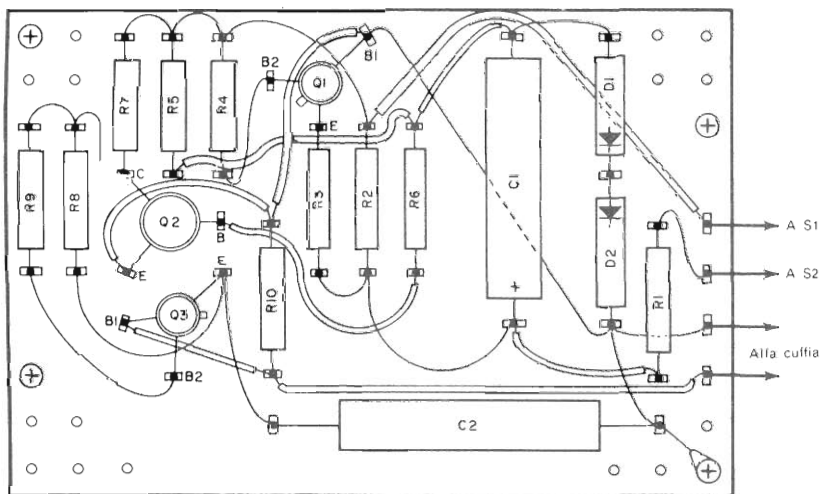 B2
B1
Q1
D1
R7
R5
R4
E
C
R9
R8
R3
R2
R6
C1
Q2
B
E
E
A S1
D2
R1
A S2
R10
+
B1
Q3
Alfa cuffia
B2
C2